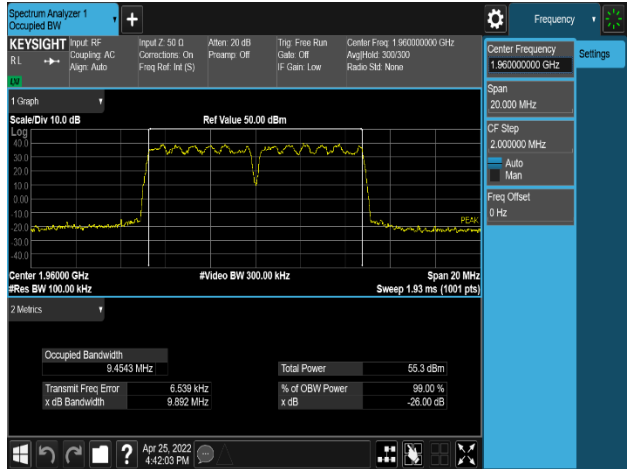 Spectrum Analyzer 1
Occupied BW
+
Frequency
KEYSIGHT
Input: RF
Input Z: 50 Ω
Atten: 20 dB
Trig: Free Run
Center Freq: 1.960000000 GHz
R L
Coupling: AC
Corrections: On
Preamp: Off
Gate: Off
Avg|Hold: 300/300
Align: Auto
Freq Ref: Int (S)
IF Gain: Low
Radio Std: None
Center Frequency
1.960000000 GHz
Settings
Span
20.000 MHz
CF Step
2.000000 MHz
Auto
Man
Freq Offset
0 Hz
1 Graph
Scale/Div 10.0 dB
Ref Value 50.00 dBm
Log
40.0
30.0
20.0
10.0
0.00
-10.0
-20.0
-30.0
-40.0
PEAK
Center 1.96000 GHz
#Video BW 300.00 kHz
Span 20 MHz
#Res BW 100.00 kHz
Sweep 1.93 ms (1001 pts)
2 Metrics
Occupied Bandwidth
9.4543 MHz
Total Power
55.3 dBm
Transmit Freq Error
6.539 kHz
% of OBW Power
99.00 %
x dB Bandwidth
9.892 MHz
x dB
-26.00 dB
?
Apr 25, 2022
4:42:03 PM